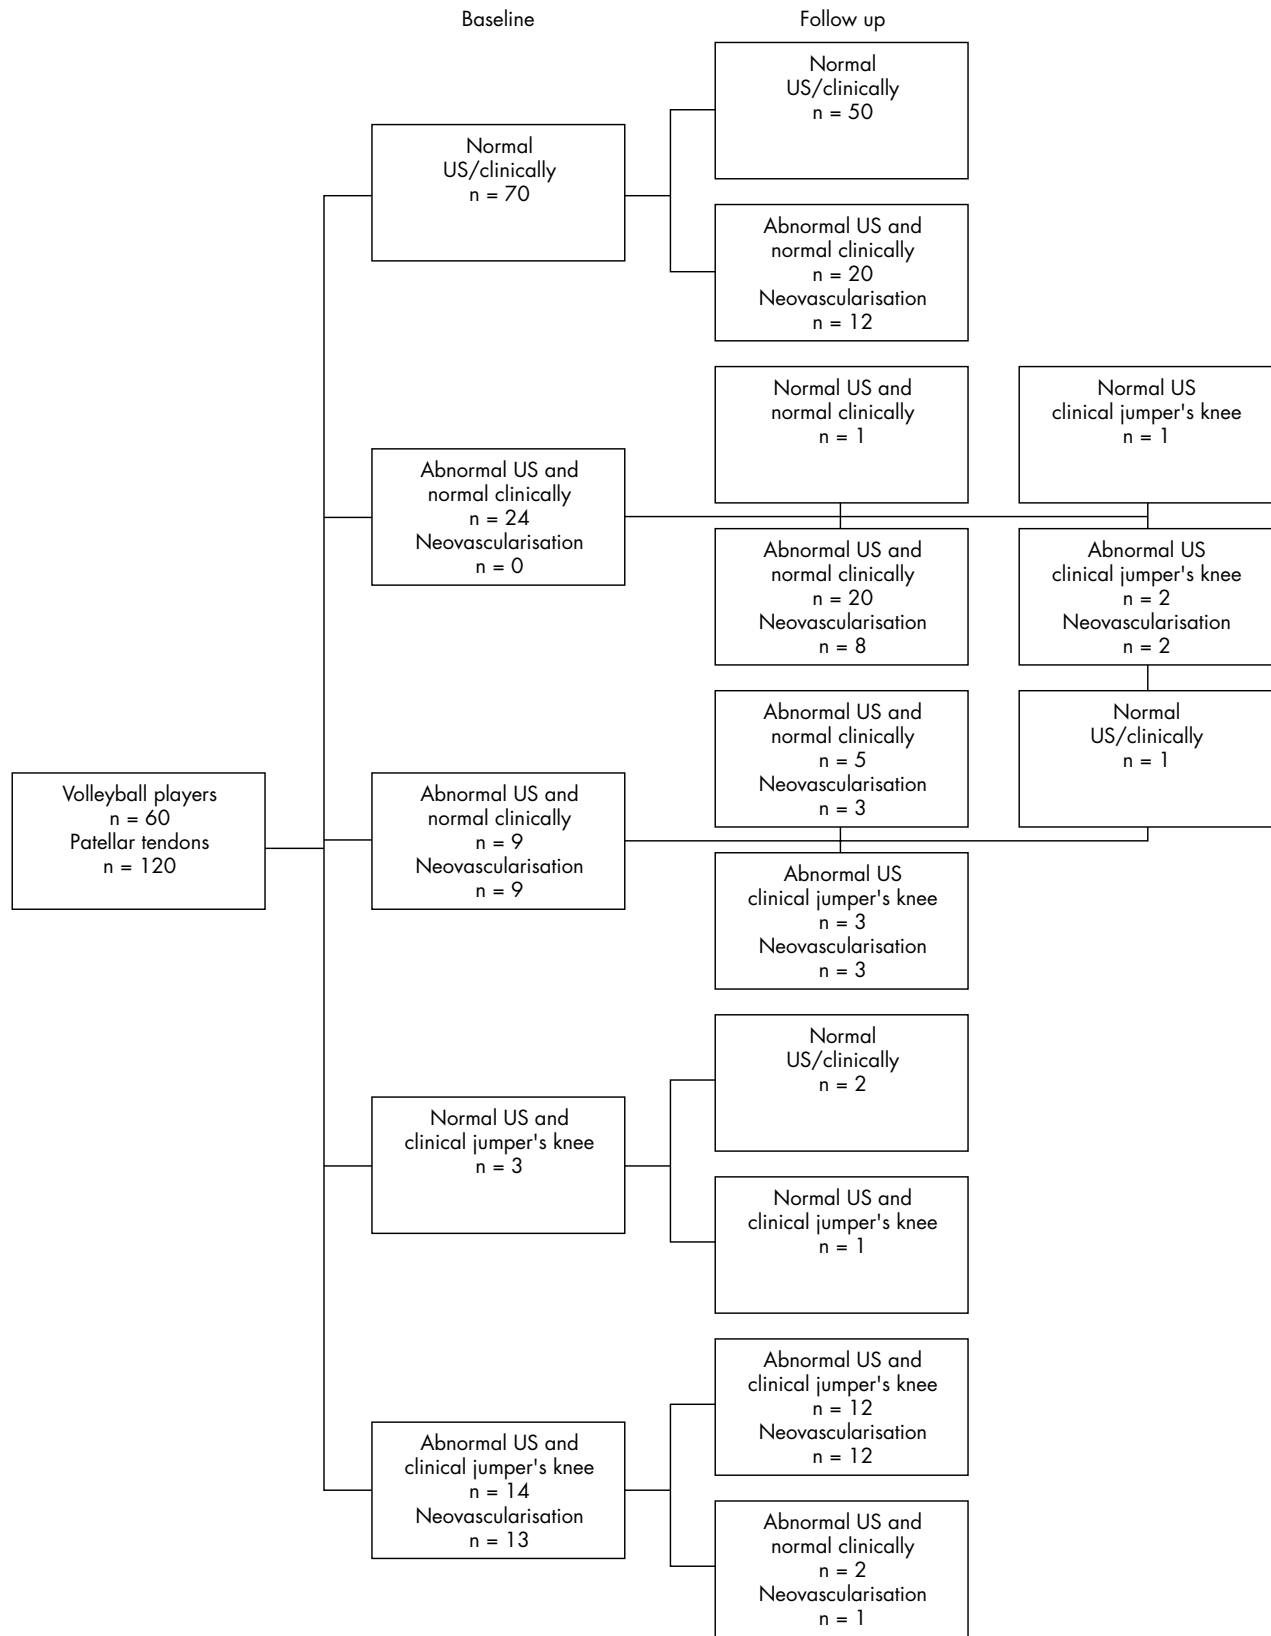 Baseline
Follow up
Volleyball players
n = 60
Patellar tendons
n = 120
Normal
US/clinically
n = 70
Normal
US/clinically
n = 50
Abnormal US and
normal clinically
n = 20
Neovascularisation
n = 12
Abnormal US and
normal clinically
n = 24
Neovascularisation
n = 0
Normal US and
normal clinically
n = 1
Normal US
clinical jumper's knee
n = 1
Abnormal US and
normal clinically
n = 20
Neovascularisation
n = 8
Abnormal US
clinical jumper's knee
n = 2
Neovascularisation
n = 2
Abnormal US and
normal clinically
n = 9
Neovascularisation
n = 9
Abnormal US and
normal clinically
n = 5
Neovascularisation
n = 3
Normal
US/clinically
n = 1
Abnormal US
clinical jumper's knee
n = 3
Neovascularisation
n = 3
Normal US and
clinical jumper's knee
n = 3
Normal
US/clinically
n = 2
Normal US and
clinical jumper's knee
n = 1
Abnormal US and
clinical jumper's knee
n = 14
Neovascularisation
n = 13
Abnormal US and
clinical jumper's knee
n = 12
Neovascularisation
n = 12
Abnormal US and
normal clinically
n = 2
Neovascularisation
n = 1